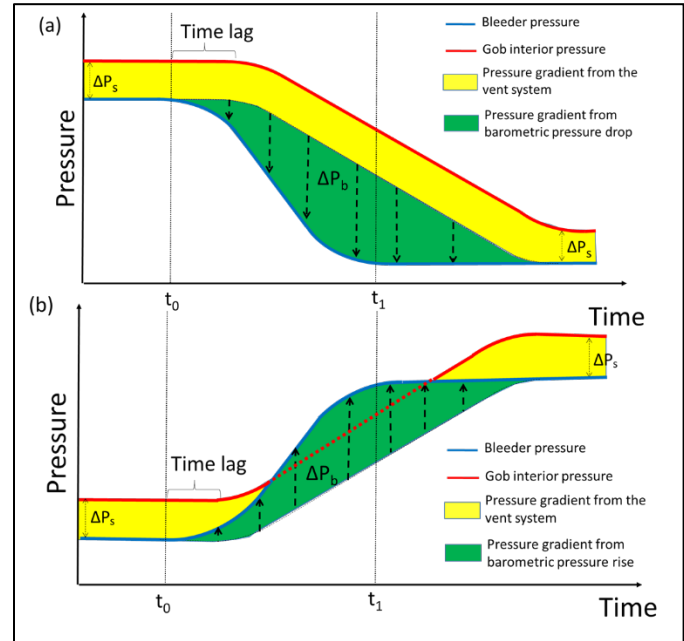 (a)
Time lag
Bleeder pressure
Gob interior pressure
Pressure gradient from the
vent system
Pressure gradient from
barometric pressure drop
ΔPs
ΔPb
ΔPs
Pressure
t0
t1
Time
(b)
Time lag
ΔPs
ΔPb
ΔPs
Pressure
Bleeder pressure
Gob interior pressure
Pressure gradient from the
vent system
Pressure gradient from
barometric pressure rise
t0
t1
Time